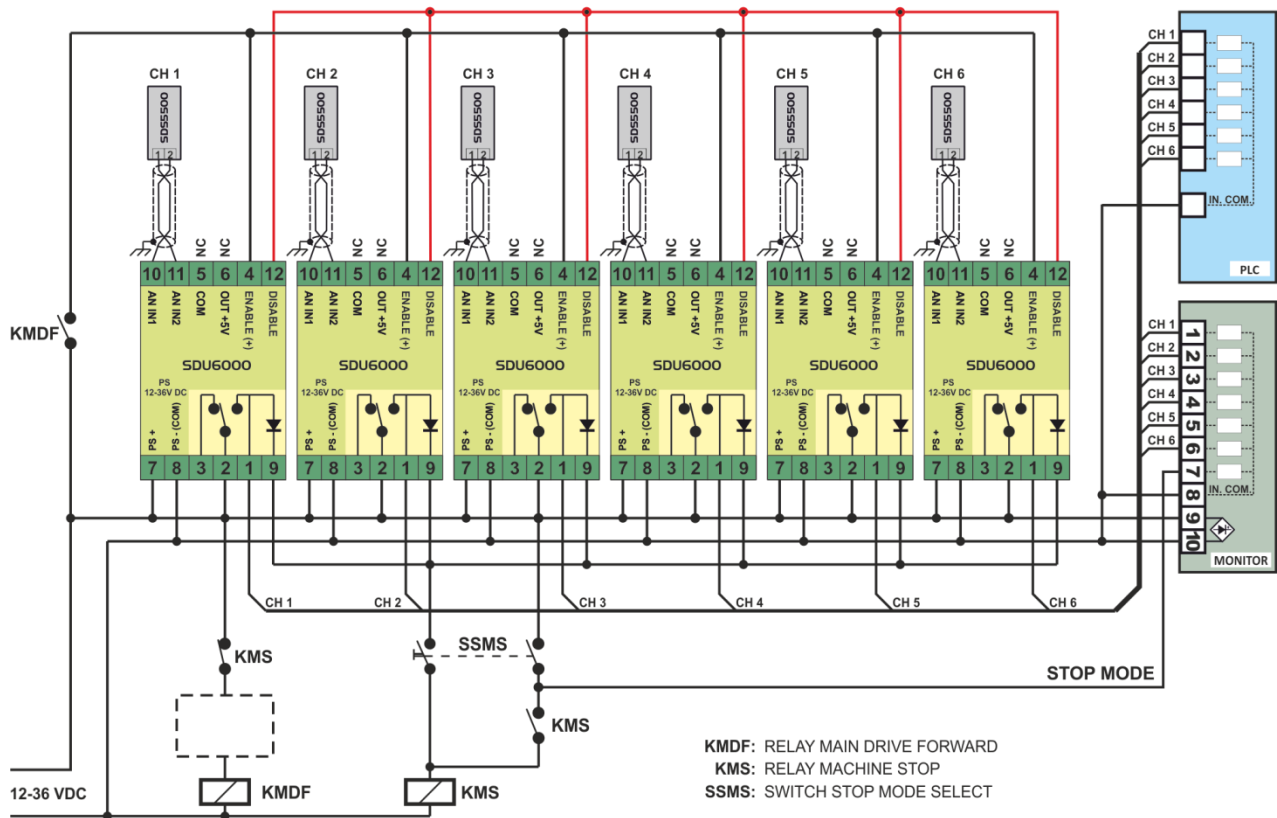 CH 1
CH 2
CH 3
CH 4
CH 5
CH 6
SDS5500
SDS5500
SDS5500
SDS5500
SDS5500
SDS5500
1 2
1 2
1 2
1 2
1 2
1 2
NC NC
NC NC
NC NC
NC NC
NC NC
NC NC
10 11 5 6 4 12
10 11 5 6 4 12
10 11 5 6 4 12
10 11 5 6 4 12
10 11 5 6 4 12
10 11 5 6 4 12
AN IN1 AN IN2 COM OUT +5V ENABLE (+) DISABLE
AN IN1 AN IN2 COM OUT +5V ENABLE (+) DISABLE
AN IN1 AN IN2 COM OUT +5V ENABLE (+) DISABLE
AN IN1 AN IN2 COM OUT +5V ENABLE (+) DISABLE
AN IN1 AN IN2 COM OUT +5V ENABLE (+) DISABLE
AN IN1 AN IN2 COM OUT +5V ENABLE (+) DISABLE
KMDF
SDU6000
SDU6000
SDU6000
SDU6000
SDU6000
SDU6000
PS
12-36V DC
PS
12-36V DC
PS
12-36V DC
PS
12-36V DC
PS
12-36V DC
PS
12-36V DC
PS + PS - (COM)
PS + PS - (COM)
PS + PS - (COM)
PS + PS - (COM)
PS + PS - (COM)
PS + PS - (COM)
7 8 3 2 1 9
7 8 3 2 1 9
7 8 3 2 1 9
7 8 3 2 1 9
7 8 3 2 1 9
7 8 3 2 1 9
CH 1
CH 2
CH 3
CH 4
CH 5
CH 6
IN. COM.
PLC
CH 1 1
CH 2 2
CH 3 3
CH 4 4
CH 5 5
CH 6 6
7
8 IN. COM.
9
10
MONITOR
CH 1
CH 2
CH 3
CH 4
CH 5
CH 6
KMS
SSMS
STOP MODE
KMS
12-36 VDC
KMDF
KMS
KMDF: RELAY MAIN DRIVE FORWARD
KMS: RELAY MACHINE STOP
SSMS: SWITCH STOP MODE SELECT